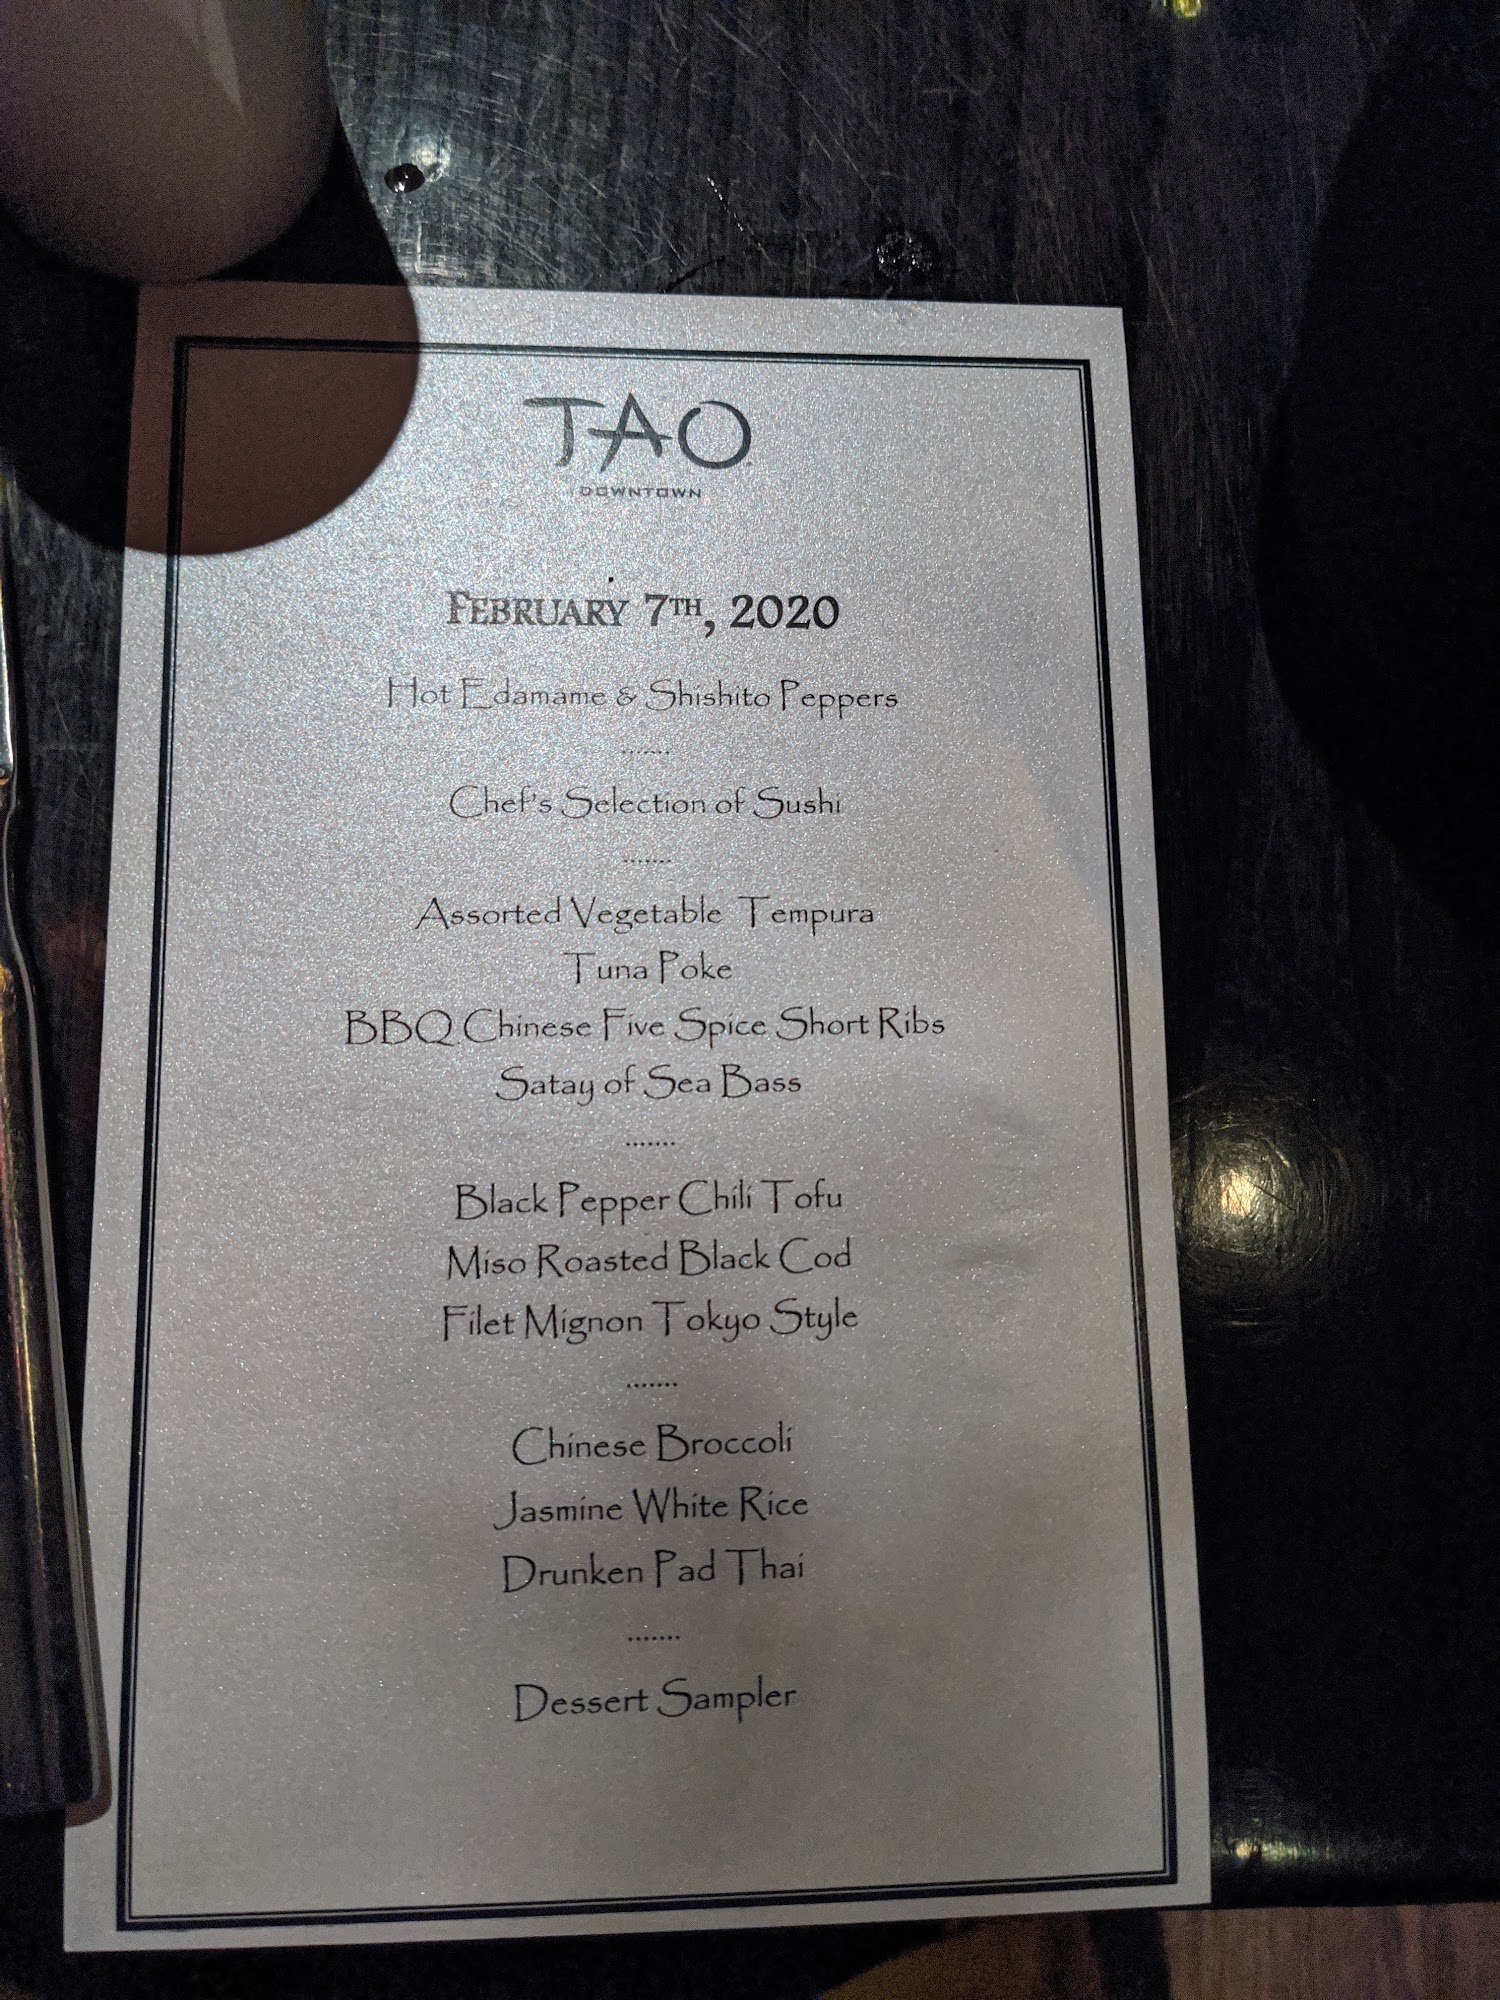 TAO
DOWNTOWN
FEBRUARY 7TH, 2020
Hot Edamame & Shishito Peppers
.......
Chef's Selection of Sushi
.......
Assorted Vegetable Tempura
Tuna Poke
BBQ Chinese Five Spice Short Ribs
Satay of Sea Bass
.......
Black Pepper Chili Tofu
Miso Roasted Black Cod
Filet Mignon Tokyo Style
.......
Chinese Broccoli
Jasmine White Rice
Drunken Pad Thai
.......
Dessert Sampler